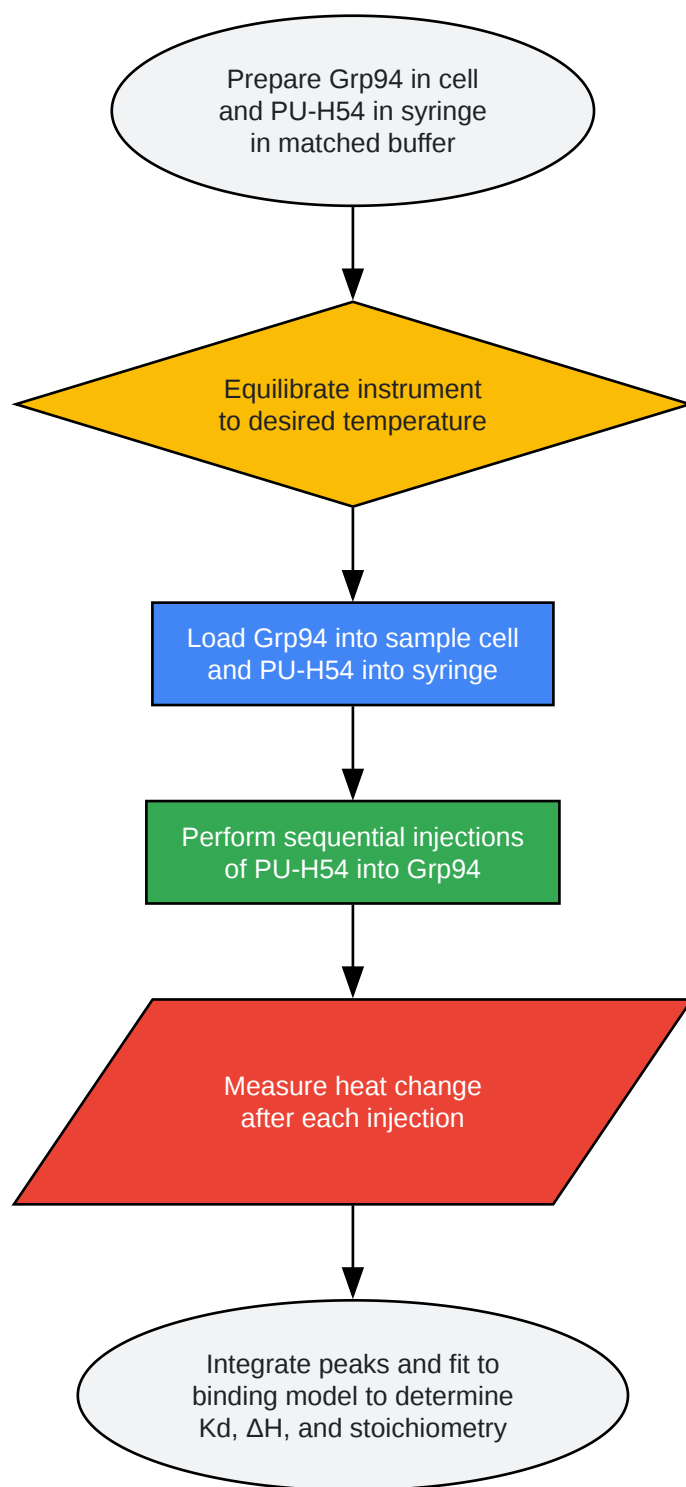 Prepare Grp94 in cell
and PU-H54 in syringe
in matched buffer
Equilibrate instrument
to desired temperature
Load Grp94 into sample cell
and PU-H54 into syringe
Perform sequential injections
of PU-H54 into Grp94
Measure heat change
after each injection
Integrate peaks and fit to
binding model to determine
Kd, ΔH, and stoichiometry